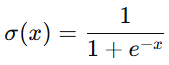 σ(x) = 1 / (1 + e^{−x})